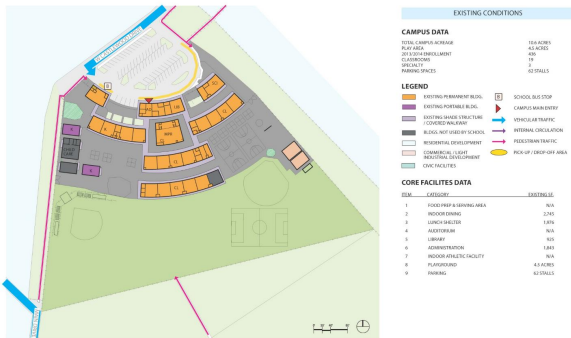 EXISTING CONDITIONS
CAMPUS DATA
TOTAL CAMPUS ACREAGE 10.6 ACRES
PLAY AREA 4.5 ACRES
2013/2014 ENROLLMENT 436
CLASSROOMS 19
SPECIALTY 3
PARKING SPACES 62 STALLS
LEGEND
EXISTING PERMANENT BLDG.
EXISTING PORTABLE BLDG.
EXISTING SHADE STRUCTURE
/ COVERED WALKWAY
BLDGS. NOT USED BY SCHOOL
RESIDENTIAL DEVELOPMENT
COMMERCIAL / LIGHT
INDUSTRIAL DEVELOPMENT
CIVIC FACILITIES
SCHOOL BUS STOP
CAMPUS MAIN ENTRY
VEHICULAR TRAFFIC
INTERNAL CIRCULATION
PEDESTRIAN TRAFFIC
PICK-UP / DROP-OFF AREA
CORE FACILITES DATA
ITEM CATEGORY EXISTING SF.
1 FOOD PREP & SERVING AREA N/A
2 INDOOR DINING 2,745
3 LUNCH SHELTER 1,976
4 AUDITORIUM N/A
5 LIBRARY 925
6 ADMINISTRATION 1,843
7 INDOOR ATHLETIC FACILITY N/A
8 PLAYGROUND 4.5 ACRES
9 PARKING 62 STALLS